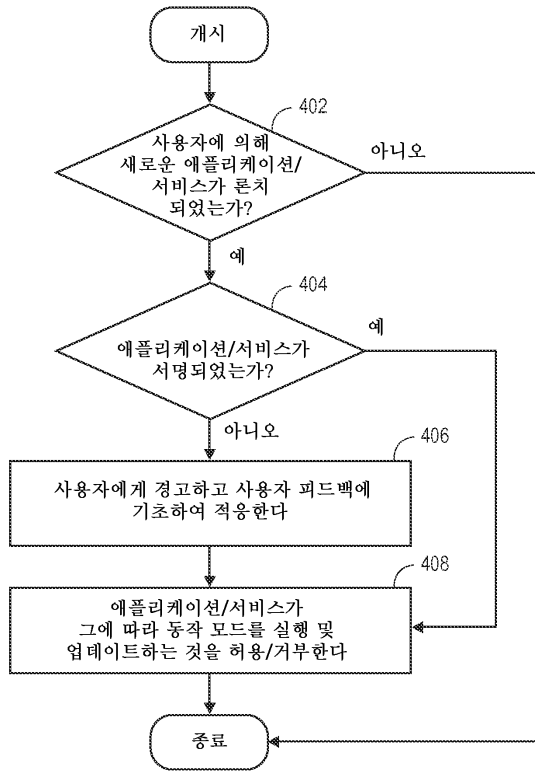 개시
402
사용자에 의해
새로운 애플리케이션/
서비스가 론치
되었는가?
아니오
예
404
애플리케이션/서비스가
서명되었는가?
예
아니오
406
사용자에게 경고하고 사용자 피드백에
기초하여 적응한다
408
애플리케이션/서비스가
그에 따라 동작 모드를 실행 및
업데이트하는 것을 허용/거부한다
종료